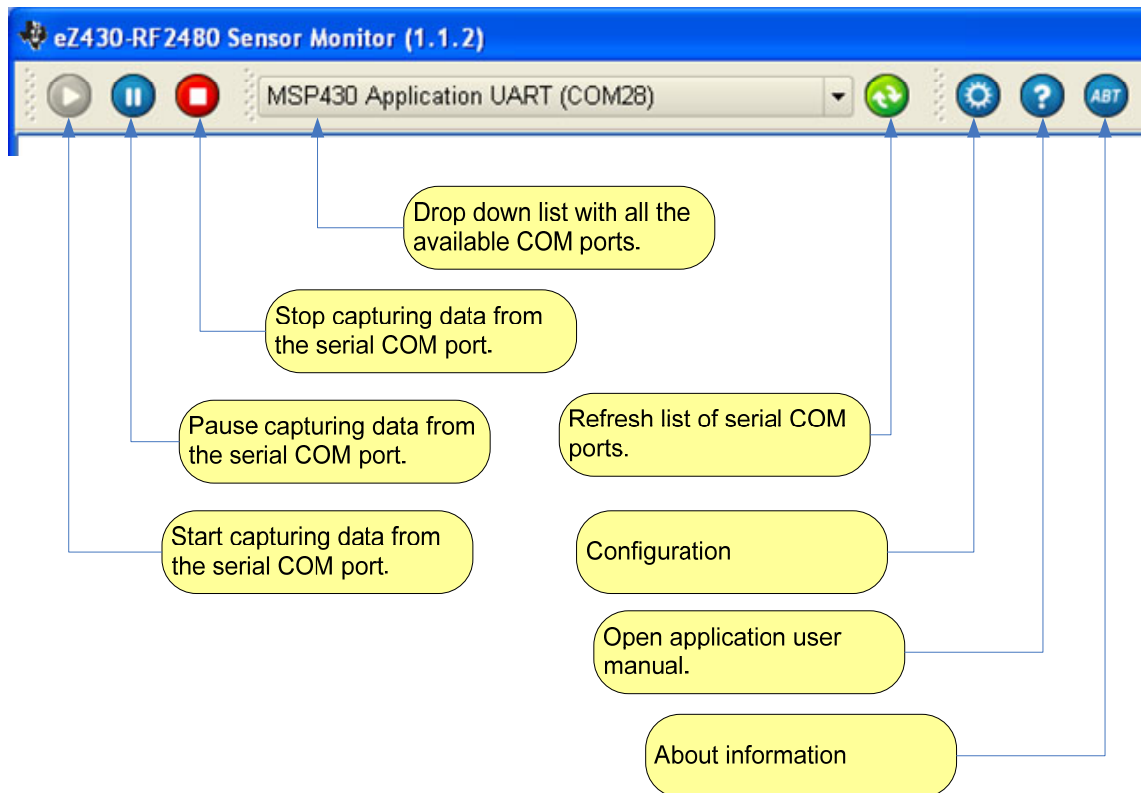 eZ430-RF2480 Sensor Monitor (1.1.2)
MSP430 Application UART (COM28)
?
ABT
Drop down list with all the
available COM ports.
Stop capturing data from
the serial COM port.
Pause capturing data from
the serial COM port.
Refresh list of serial COM
ports.
Start capturing data from
the serial COM port.
Configuration
Open application user
manual.
About information